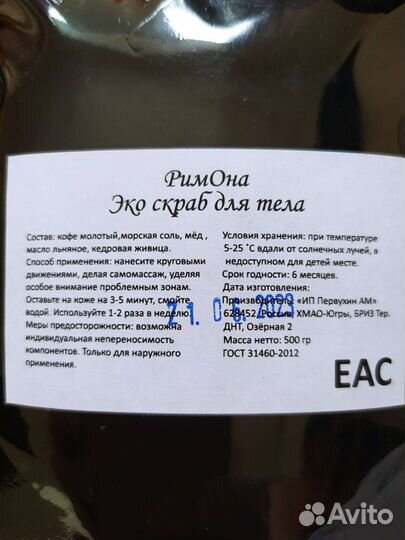 РимОна
Эко скраб для тела
Состав: кофе молотый,морская соль, мёд ,
масло льняное, кедровая живица.
Способ применения: нанесите круговыми
движениями, делая самомассаж, уделяя
особое внимание проблемным зонам.
Оставьте на коже на 3-5 минут, смойте
водой. Используйте 1-2 раза в неделю.
Меры предосторожности: возможна
индивидуальная непереносимость
компонентов. Только для наружного
применения.
Условия хранения: при температуре
5-25 °С вдали от солнечных лучей, в
недоступном для детей месте.
Срок годности: 6 месяцев.
Дата изготовления:
Производитель: «ИП Первухин АМ»
628452, Россия, ХМАО-Югры, БРИЗ Тер.
ДНТ, Озёрная 2
Масса нетто: 500 гр
ГОСТ 31460-2012
21.05.2023
EAC
Avito